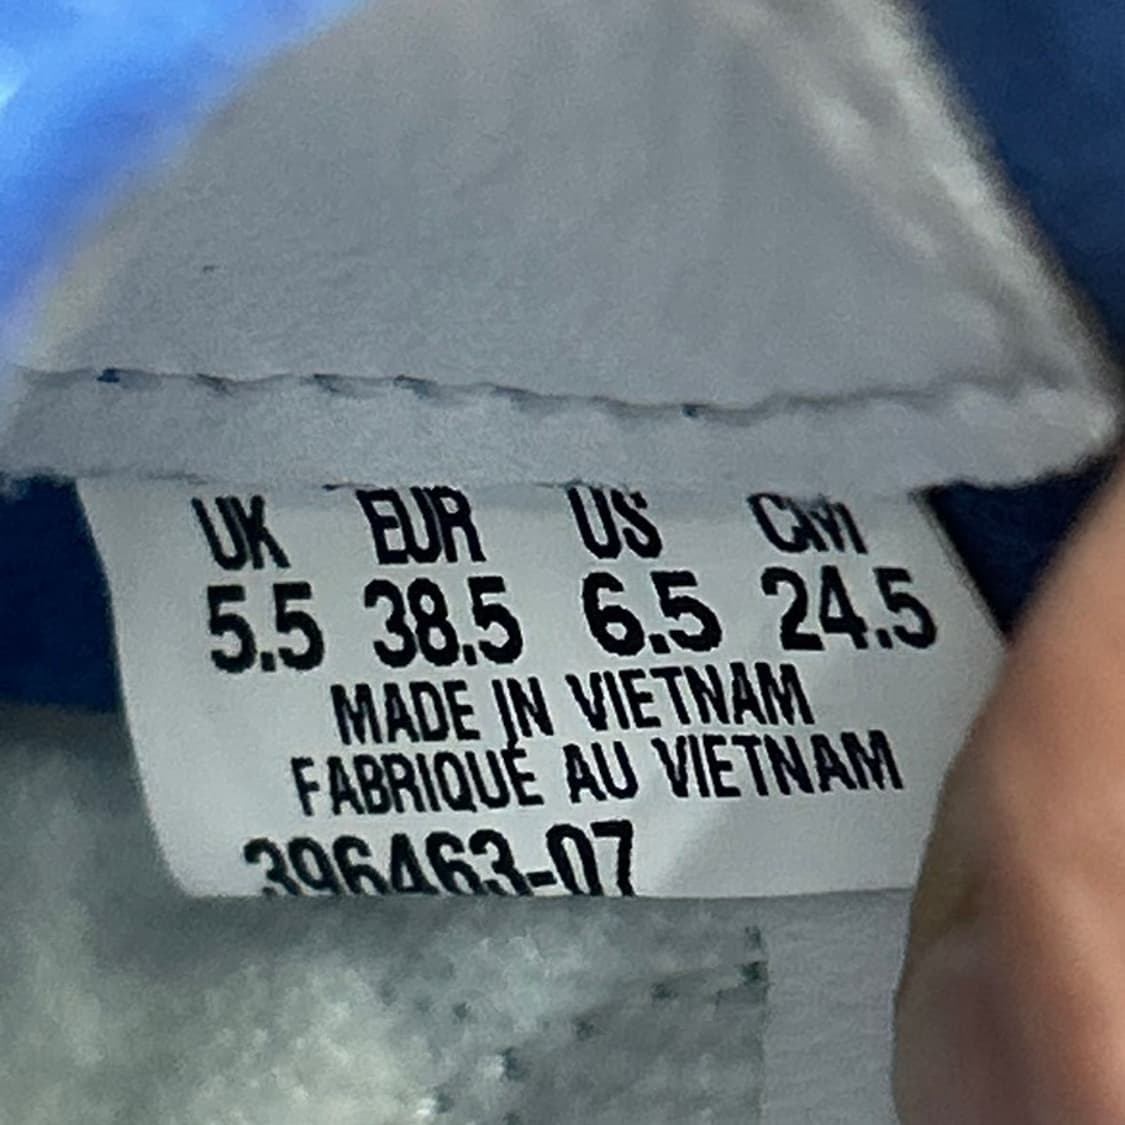 UK EUR US CM
5.5 38.5 6.5 24.5
MADE IN VIETNAM
FABRIQUÉ AU VIETNAM
396463-07